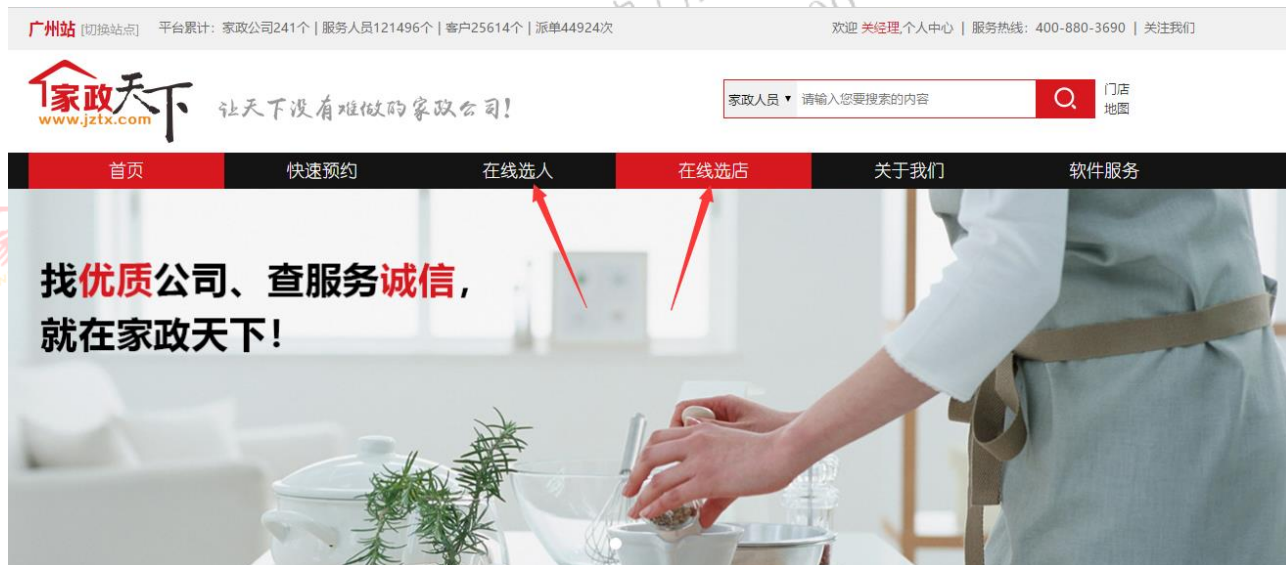 广州站 [切换站点] 平台累计：家政公司241个 | 服务人员121496个 | 客户25614个 | 派单44924次 欢迎 关经理,个人中心 | 服务热线：400-880-3690 | 关注我们
家政天下
www.jztx.com
让天下没有难做的家政公司！
家政人员 ▼ 请输入您要搜索的内容
门店
地图
首页 快速预约 在线选人 在线选店 关于我们 软件服务
找优质公司、查服务诚信，
就在家政天下！